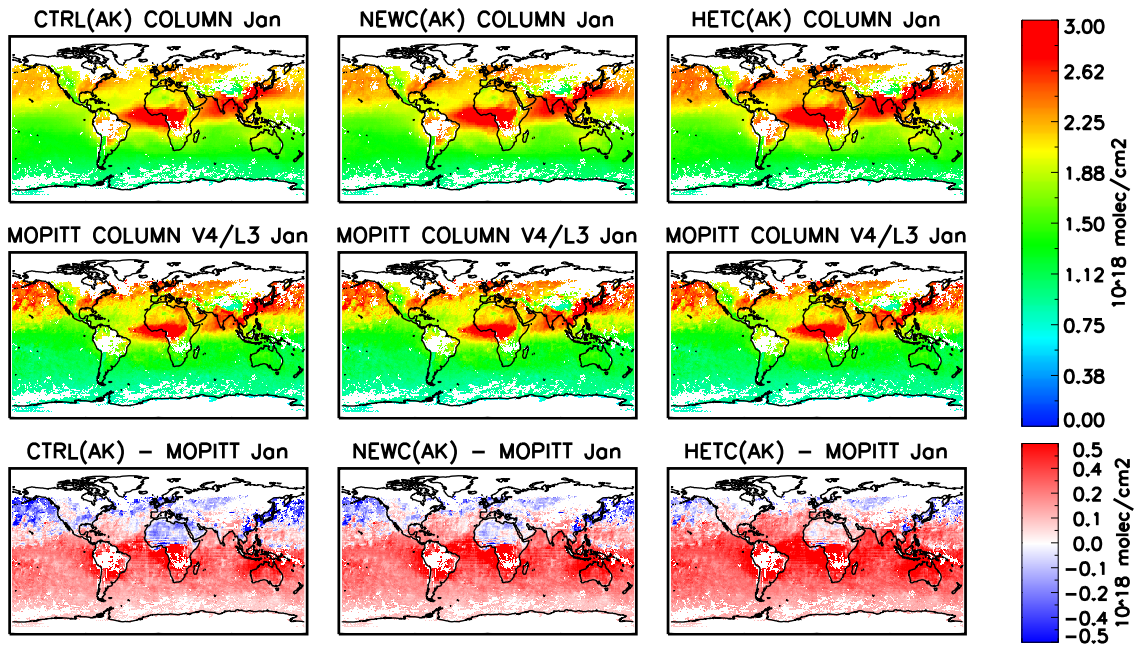 CTRL(AK) COLUMN Jan
NEWC(AK) COLUMN Jan
HETC(AK) COLUMN Jan
MOPITT COLUMN V4/L3 Jan
MOPITT COLUMN V4/L3 Jan
MOPITT COLUMN V4/L3 Jan
CTRL(AK) − MOPITT Jan
NEWC(AK) − MOPITT Jan
HETC(AK) − MOPITT Jan
3.00
2.62
2.25
1.88
1.50
1.12
0.75
0.38
0.00
10^18 molec/cm2
0.5
0.4
0.2
0.1
0.0
−0.1
−0.2
−0.4
−0.5
10^18 molec/cm2